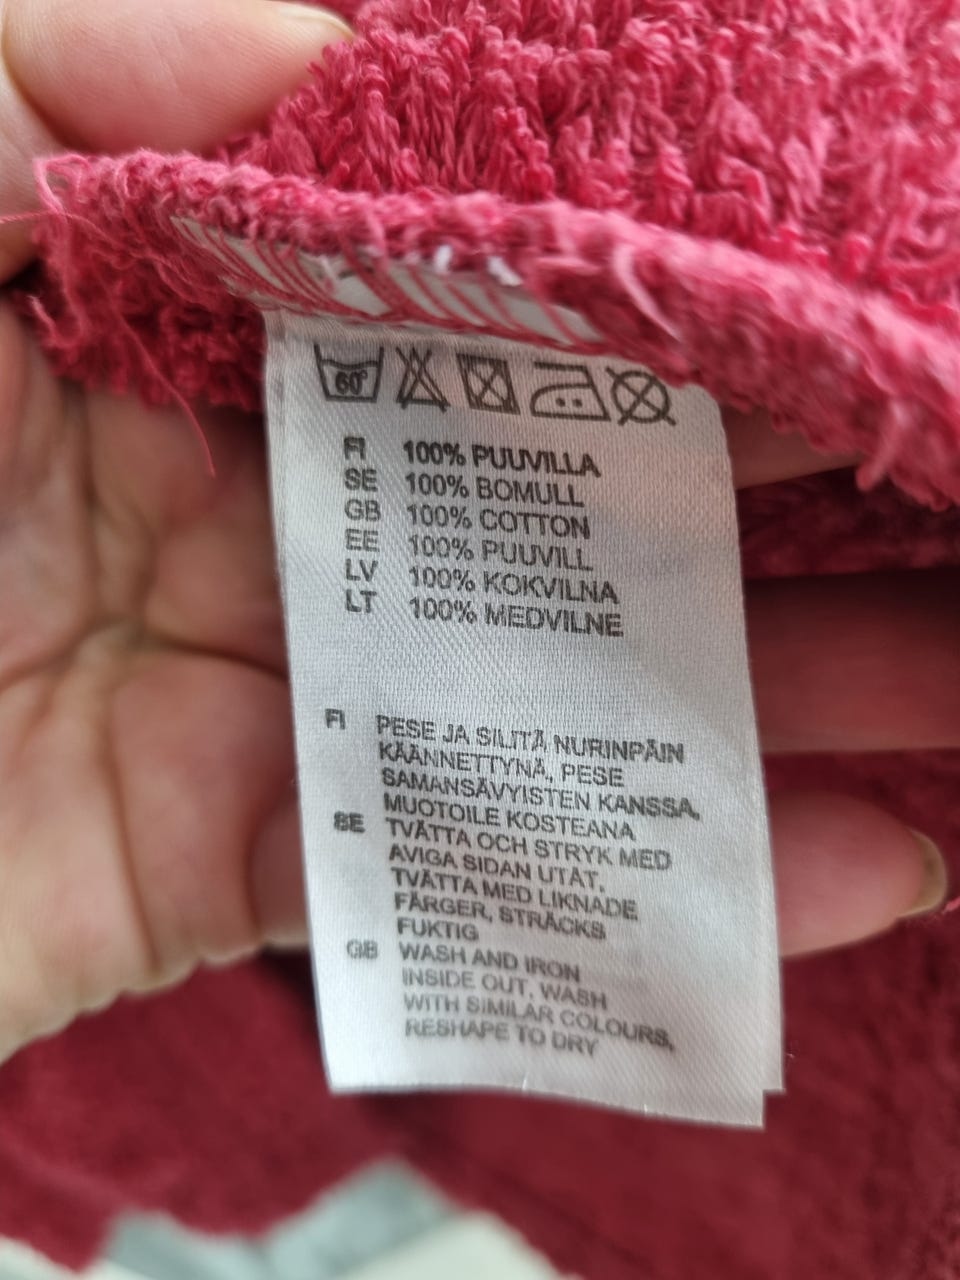 60°
FI 100% PUUVILLA
SE 100% BOMULL
GB 100% COTTON
EE 100% PUUVILL
LV 100% KOKVILNA
LT 100% MEDVILNE
FI PESE JA SILITÄ NURINPÄIN
KÄÄNNETTYNÄ, PESE
SAMANSÄVYISTEN KANSSA,
MUOTOILE KOSTEANA
SE TVÄTTA OCH STRYK MED
AVIGA SIDAN UTÅT,
TVÄTTA MED LIKNADE
FÄRGER, STRÄCKS
FUKTIG
GB WASH AND IRON
INSIDE OUT, WASH
WITH SIMILAR COLOURS,
RESHAPE TO DRY